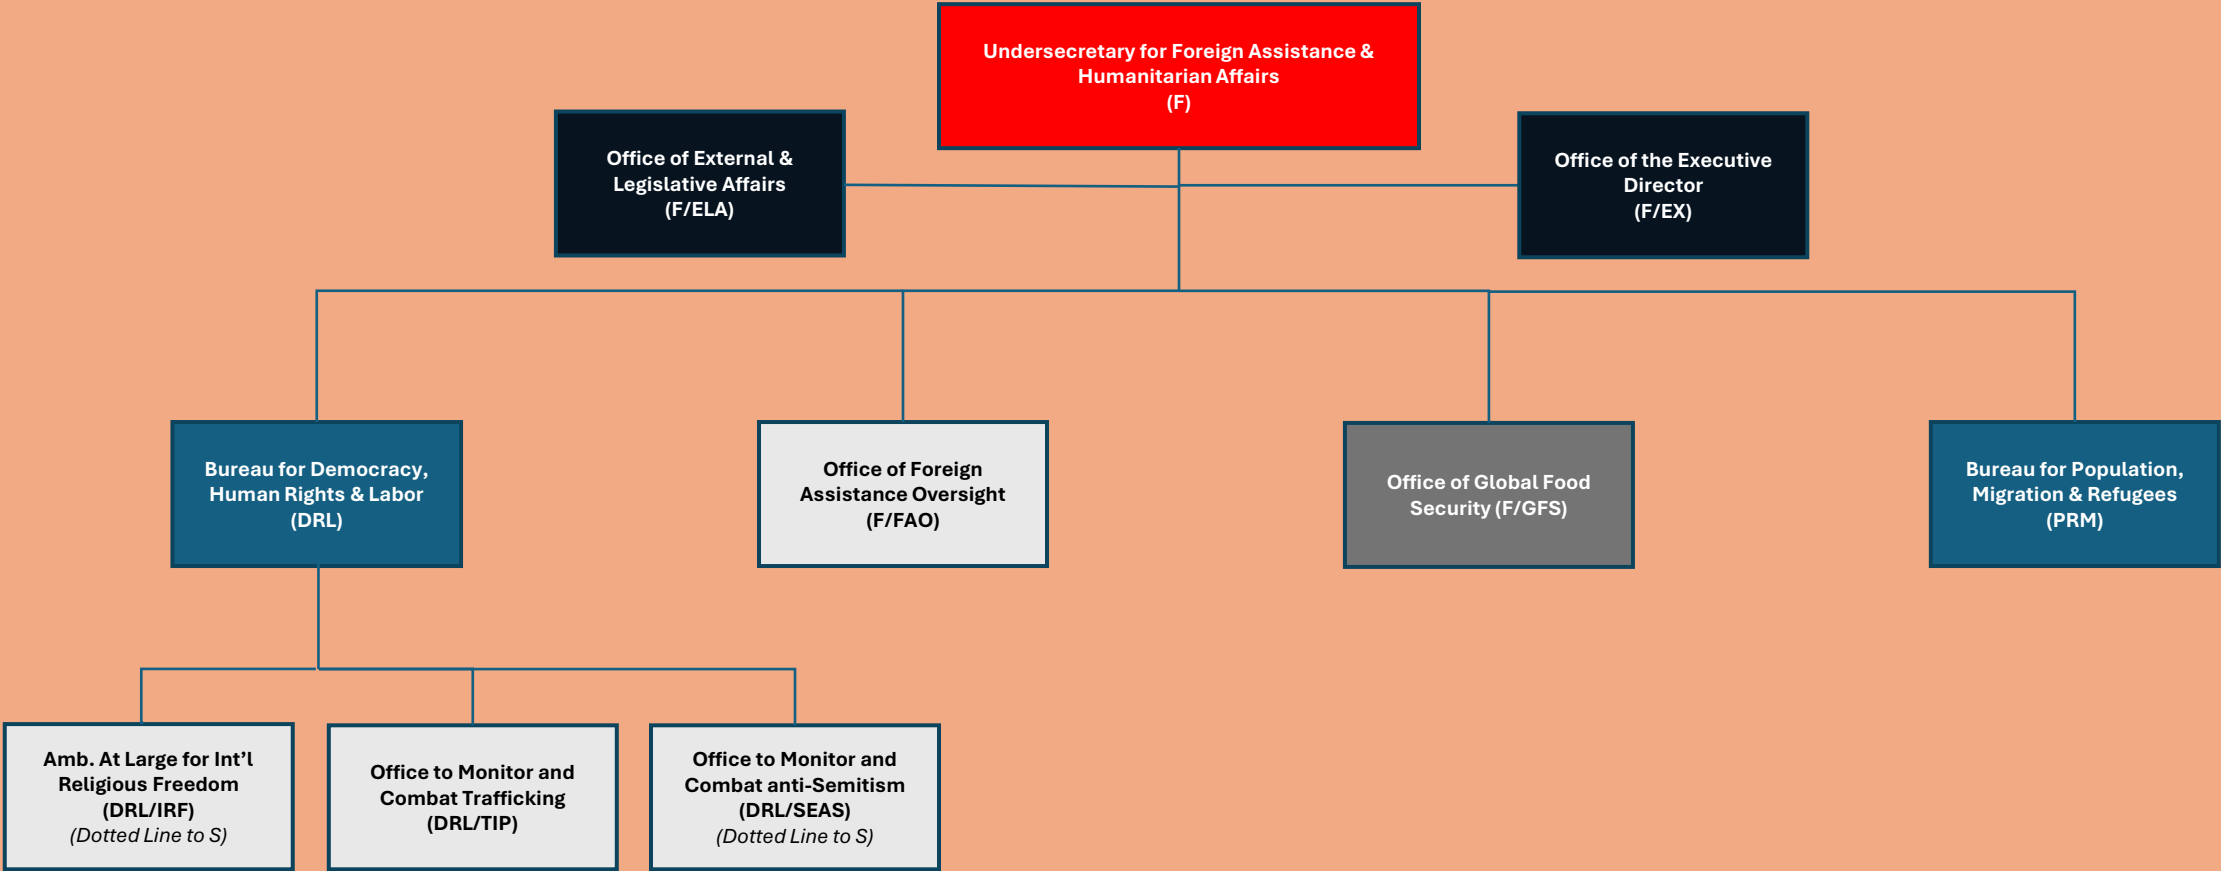 Undersecretary for Foreign Assistance &
Humanitarian Affairs
(F)
Office of External &
Legislative Affairs
(F/ELA)
Office of the Executive
Director
(F/EX)
Bureau for Democracy,
Human Rights & Labor
(DRL)
Office of Foreign
Assistance Oversight
(F/FAO)
Office of Global Food
Security (F/GFS)
Bureau for Population,
Migration & Refugees
(PRM)
Amb. At Large for Int’l
Religious Freedom
(DRL/IRF)
(Dotted Line to S)
Office to Monitor and
Combat Trafficking
(DRL/TIP)
Office to Monitor and
Combat anti-Semitism
(DRL/SEAS)
(Dotted Line to S)